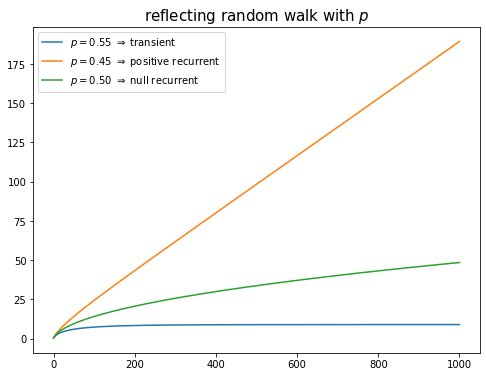 reflecting random walk with p
p = 0.55 ⇒ transient
p = 0.45 ⇒ positive recurrent
p = 0.50 ⇒ null recurrent
175
150
125
100
75
50
25
0
0 200 400 600 800 1000